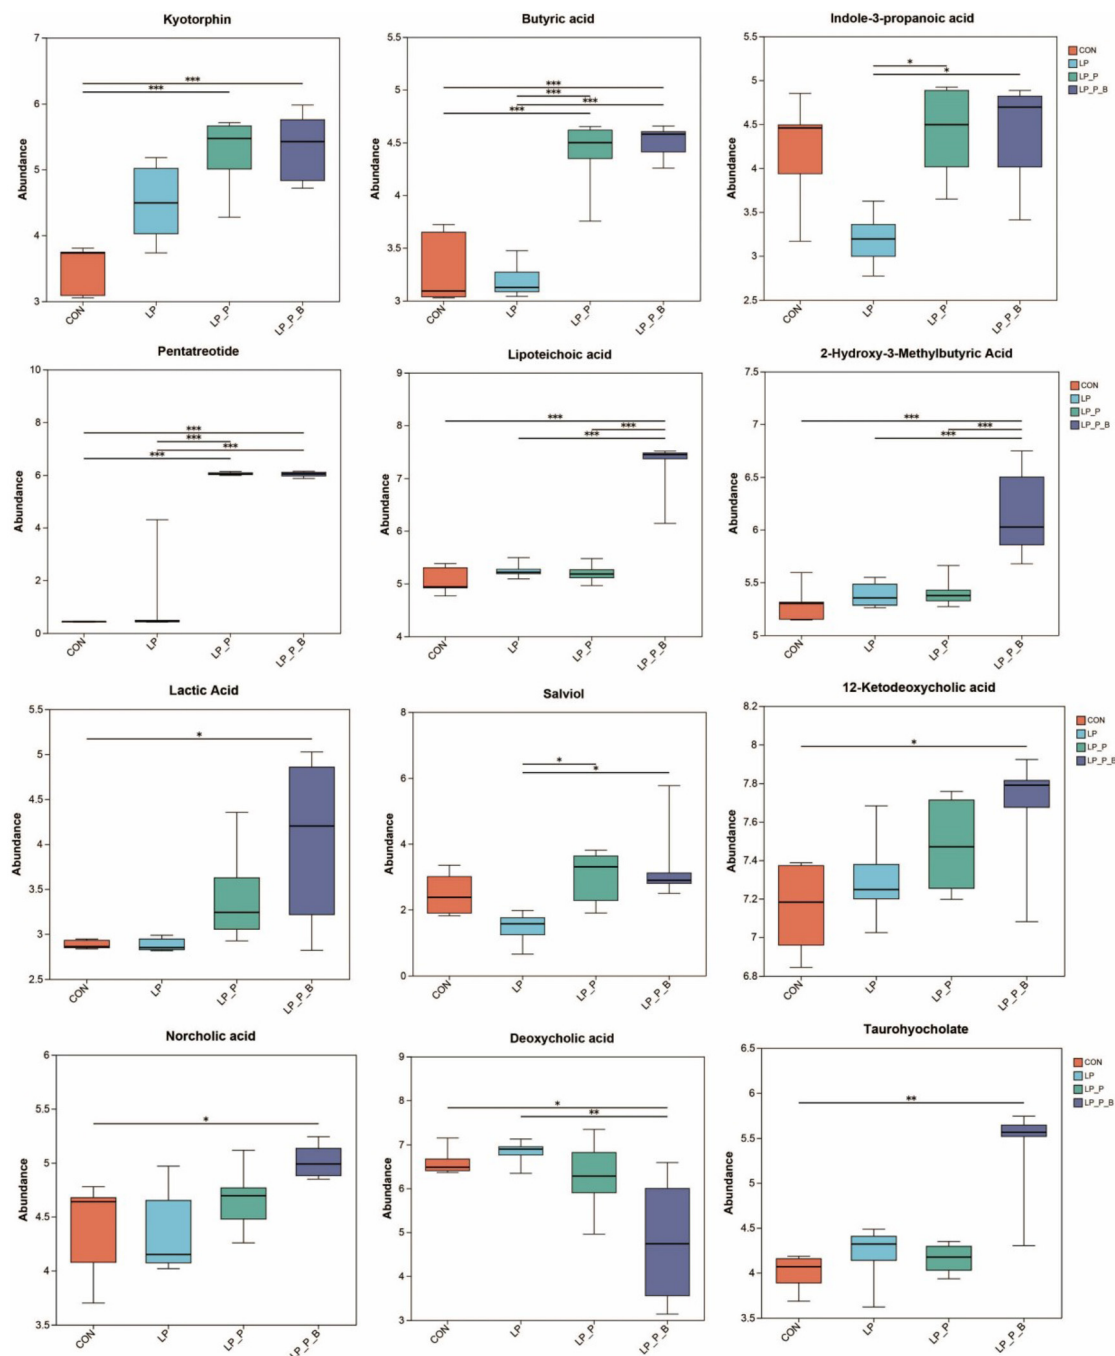 Kyotorphin
Butyric acid
Indole-3-propanoic acid
7
6
5
4
3
Abundance
***
***
CON
LP
LP_P
LP_P_B
5.5
5
4.5
4
3.5
3
Abundance
***
***
***
***
CON
LP
LP_P
LP_P_B
5.5
5
4.5
4
3.5
3
2.5
Abundance
*
*
CON
LP
LP_P
LP_P_B
CON
LP
LP_P
LP_P_B
Pentatreotide
Lipoteichoic acid
2-Hydroxy-3-Methylbutyric Acid
10
8
6
4
2
0
Abundance
***
***
***
***
CON
LP
LP_P
LP_P_B
9
8
7
6
5
4
Abundance
***
***
***
CON
LP
LP_P
LP_P_B
7.5
7
6.5
6
5.5
5
Abundance
***
***
***
CON
LP
LP_P
LP_P_B
CON
LP
LP_P
LP_P_B
Lactic Acid
Salviol
12-Ketodeoxycholic acid
5.5
5
4.5
4
3.5
3
2.5
Abundance
*
CON
LP
LP_P
LP_P_B
8
6
4
2
0
Abundance
*
*
CON
LP
LP_P
LP_P_B
8.2
8
7.8
7.6
7.4
7.2
7
6.8
Abundance
*
CON
LP
LP_P
LP_P_B
CON
LP
LP_P
LP_P_B
Norcholic acid
Deoxycholic acid
Taurohyocholate
6
5.5
5
4.5
4
3.5
Abundance
*
CON
LP
LP_P
LP_P_B
9
8
7
6
5
4
3
Abundance
*
**
CON
LP
LP_P
LP_P_B
6.5
6
5.5
5
4.5
4
3.5
Abundance
**
CON
LP
LP_P
LP_P_B
CON
LP
LP_P
LP_P_B